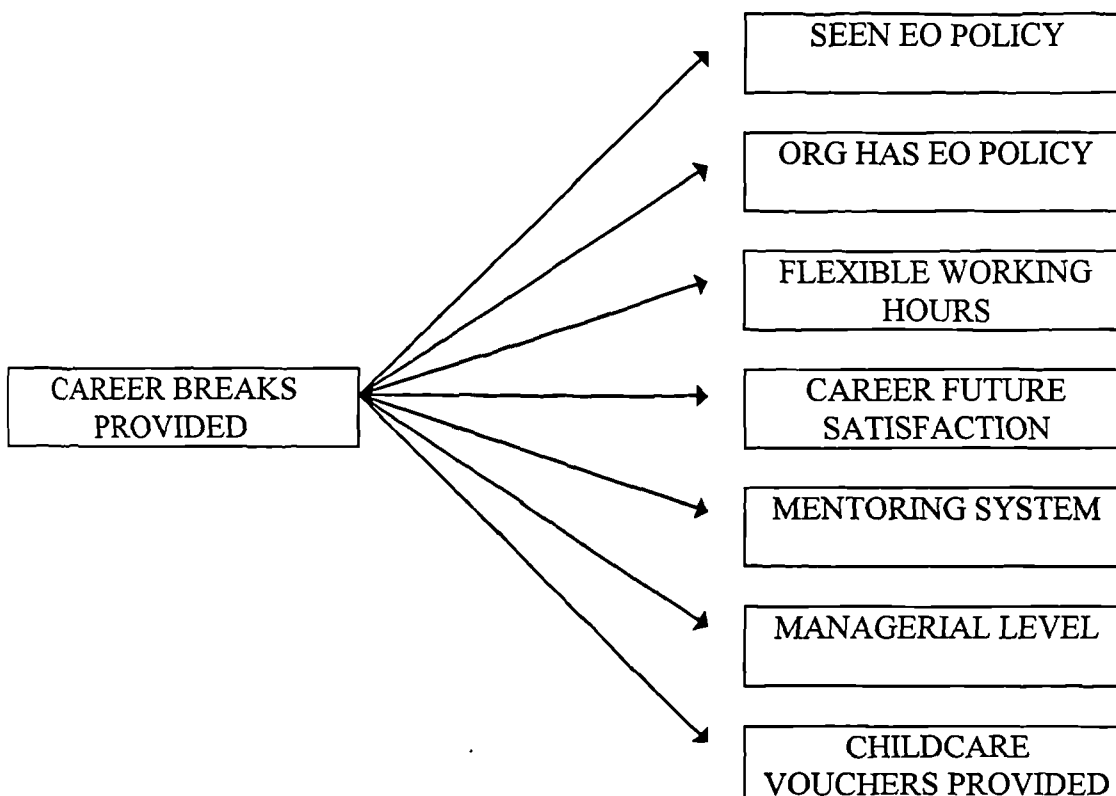 SEEN EO POLICY
ORG HAS EO POLICY
FLEXIBLE WORKING
HOURS
CAREER BREAKS
PROVIDED
CAREER FUTURE
SATISFACTION
MENTORING SYSTEM
MANAGERIAL LEVEL
CHILDCARE
VOUCHERS PROVIDED